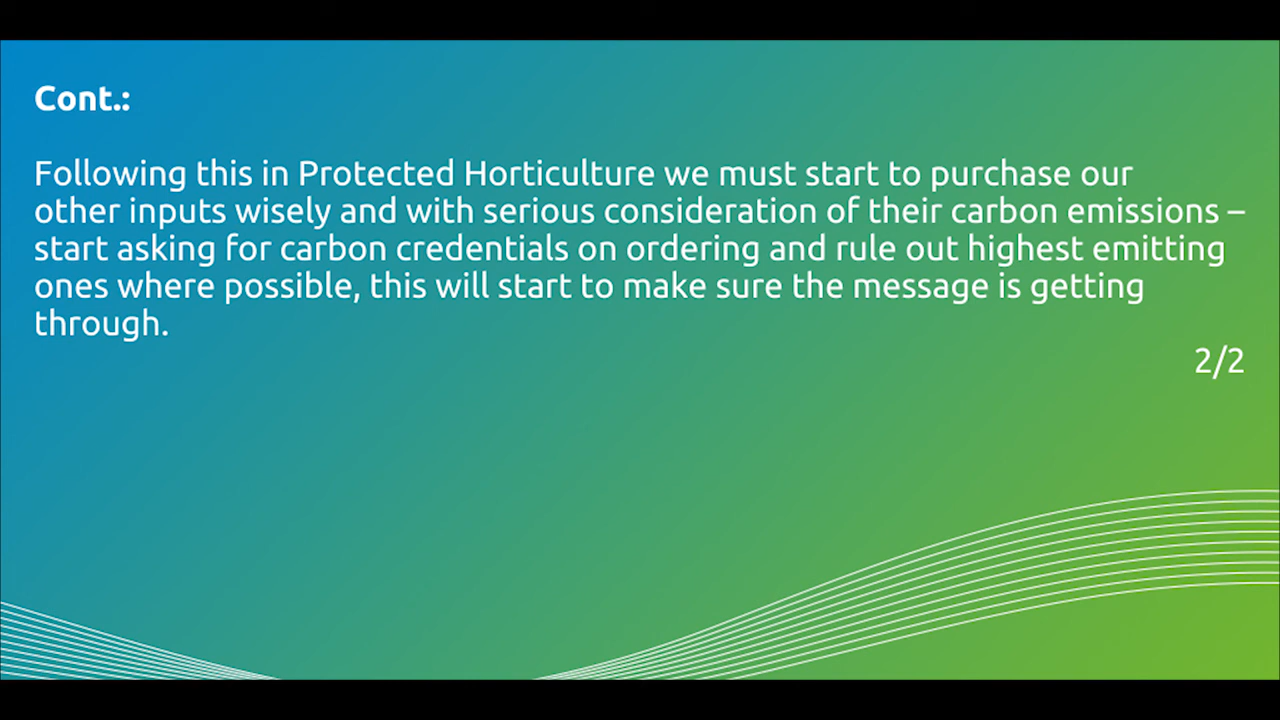 Cont.:
Following this in Protected Horticulture we must start to purchase our
other inputs wisely and with serious consideration of their carbon emissions –
start asking for carbon credentials on ordering and rule out highest emitting
ones where possible, this will start to make sure the message is getting
through.
2/2